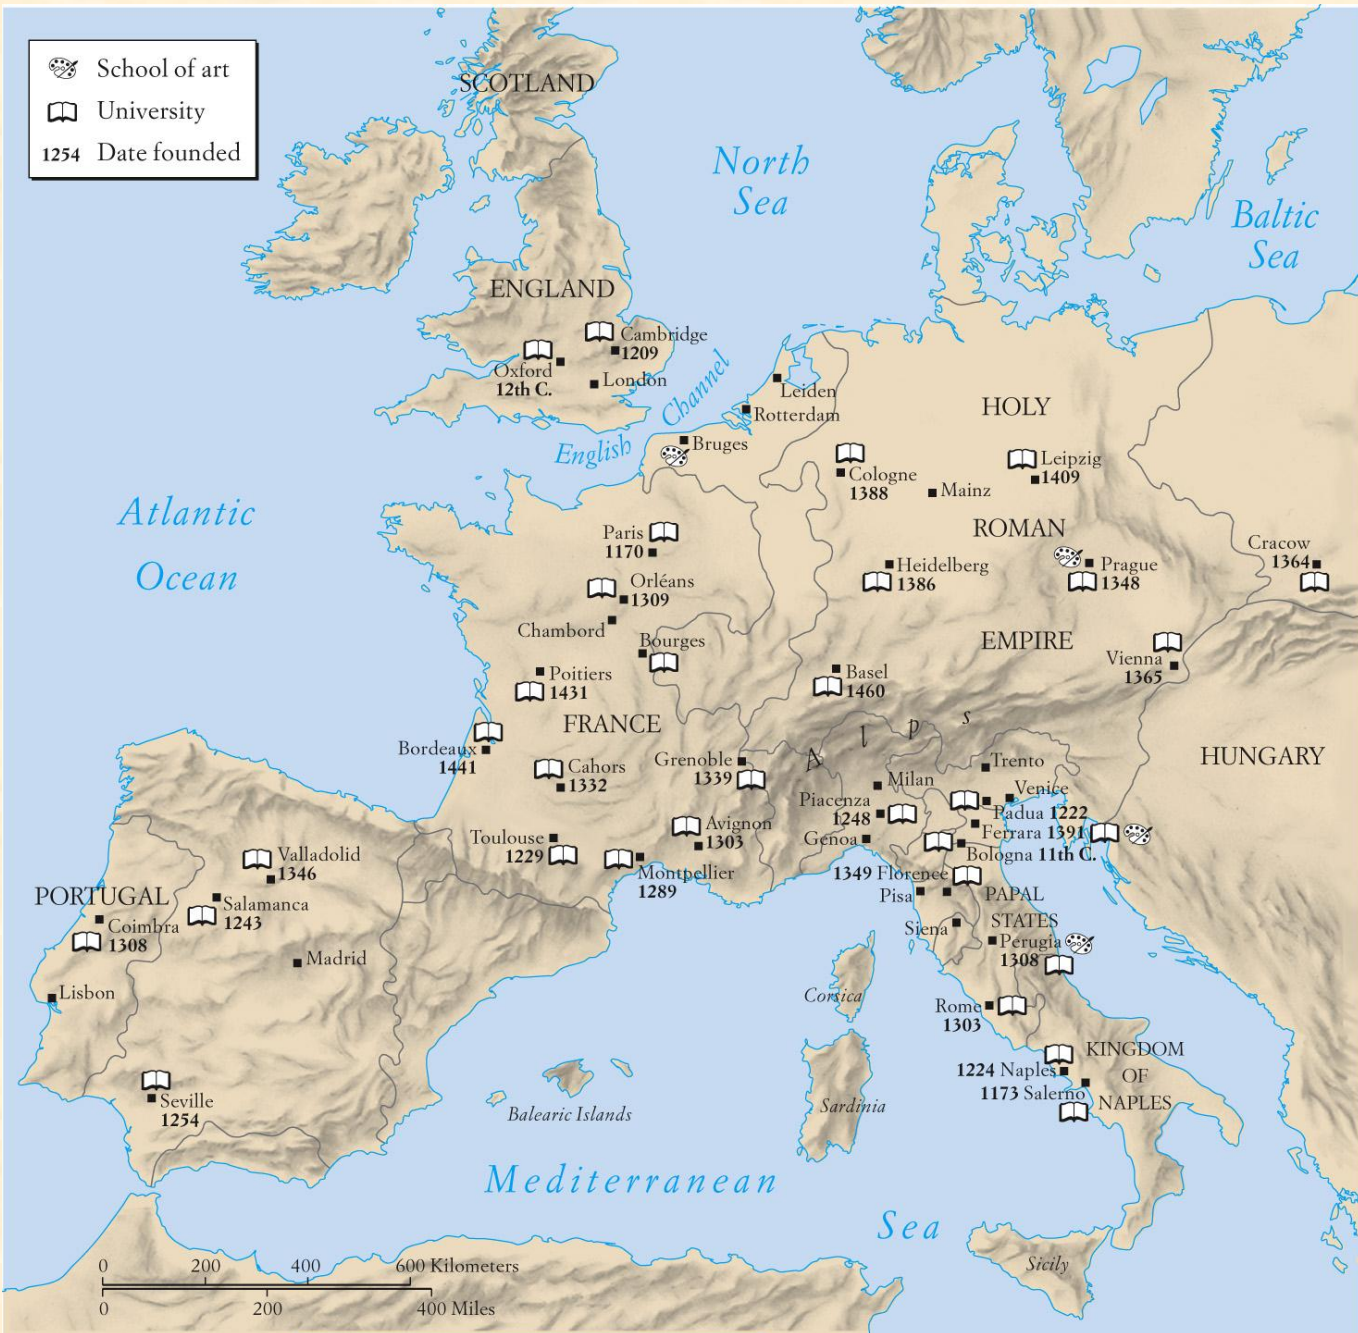 School of art
University
1254 Date founded
SCOTLAND
North
Sea
Baltic
Sea
ENGLAND
Cambridge
1209
Oxford
12th C.
London
English Channel
Leiden
Rotterdam
Bruges
HOLY
Cologne
1388
Leipzig
1409
Mainz
Atlantic
Ocean
Paris
1170
ROMAN
Cracow
1364
Heidelberg
1386
Prague
1348
Orléans
1309
Chambord
Bourges
EMPIRE
Vienna
1365
Poitiers
1431
Basel
1460
FRANCE
Alps
Bordeaux
1441
Cahors
1332
Grenoble
1339
HUNGARY
Trento
Milan
Venice
Piacenza
1248
Padua 1222
Ferrara 1391
Genoa
Bologna 11th C.
Toulouse
1229
Avignon
1303
Montpellier
1289
Valladolid
1346
1349 Florence
Pisa
PAPAL
STATES
PORTUGAL
Salamanca
1243
Coimbra
1308
Siena
Perugia
1308
Madrid
Lisbon
Corsica
Rome
1303
KINGDOM
OF
NAPLES
1224 Naples
1173 Salerno
Seville
1254
Balearic Islands
Sardinia
Mediterranean
Sea
Sicily
0 200 400 600 Kilometers
0 200 400 Miles